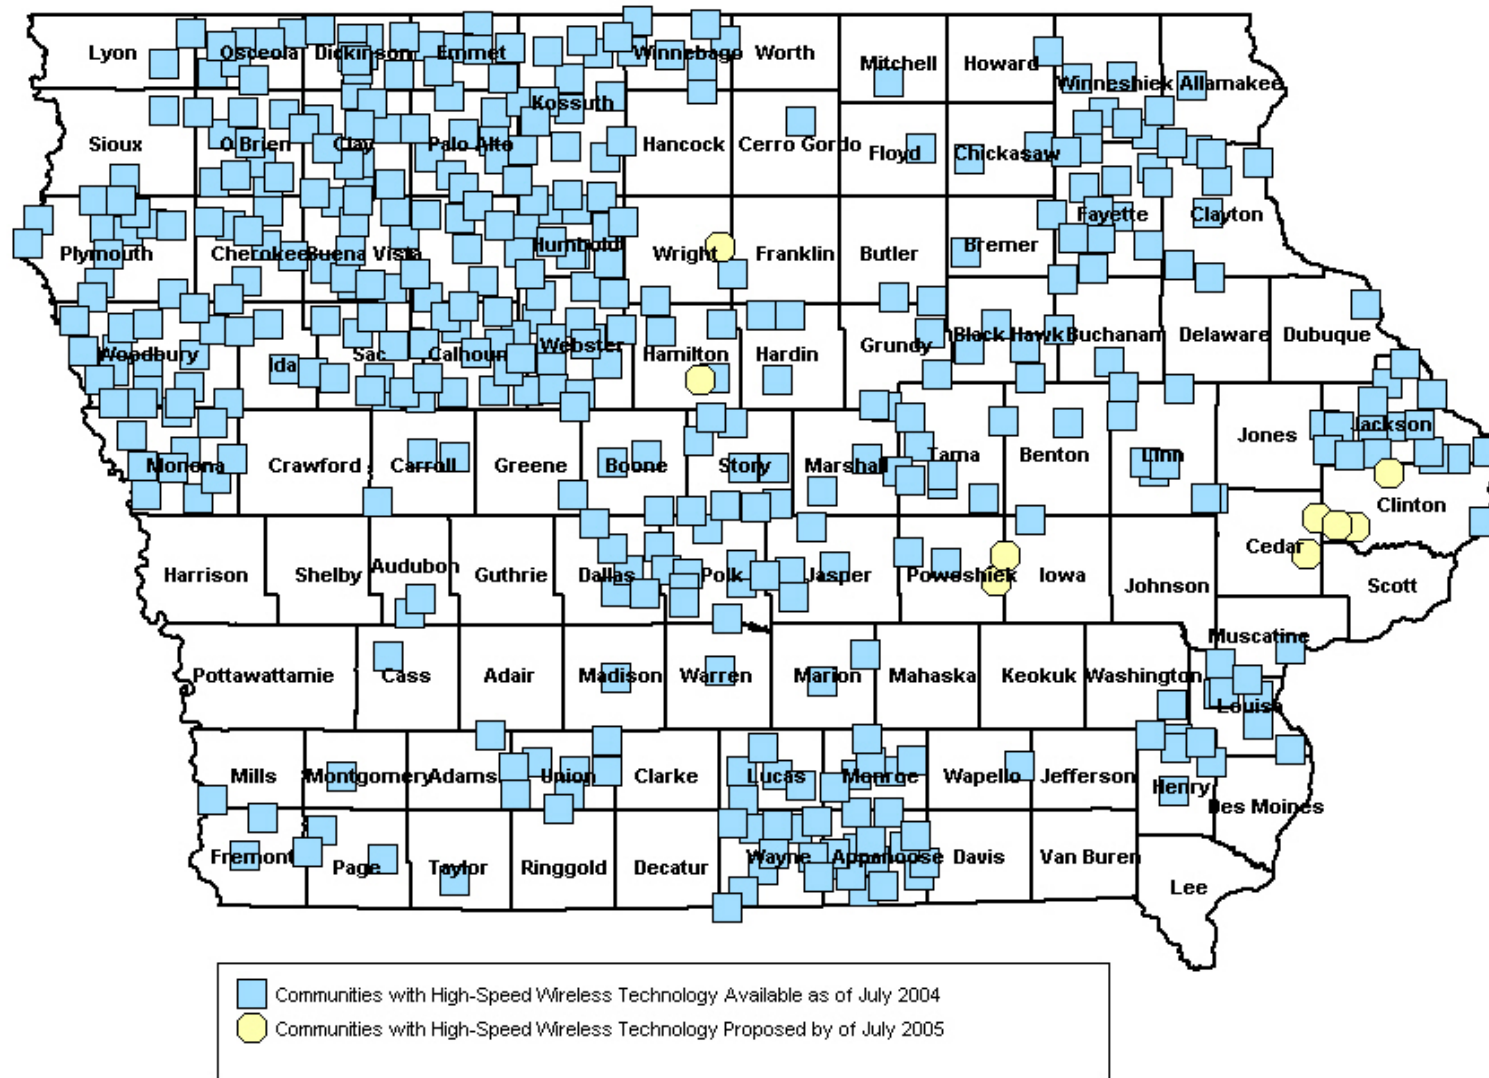 Lyon
Osceola
Dickinson
Emmet
Winnebago
Worth
Mitchell
Howard
Winneshiek
Allamakee
Kossuth
Sioux
O Brien
Clay
Palo Alto
Hancock
Cerro Gordo
Floyd
Chickasaw
Fayette
Clayton
Plymouth
Cherokee
Buena Vista
Humboldt
Wright
Franklin
Butler
Bremer
Woodbury
Ida
Sac
Calhoun
Webster
Hamilton
Hardin
Grundy
Black Hawk
Buchanan
Delaware
Dubuque
Monona
Crawford
Carroll
Greene
Boone
Story
Marshall
Tama
Benton
Linn
Jones
Jackson
Clinton
Cedar
Harrison
Shelby
Audubon
Guthrie
Dallas
Polk
Jasper
Poweshiek
Iowa
Johnson
Scott
Muscatine
Pottawattamie
Cass
Adair
Madison
Warren
Marion
Mahaska
Keokuk
Washington
Louisa
Mills
Montgomery
Adams
Union
Clarke
Lucas
Monroe
Wapello
Jefferson
Henry
Des Moines
Fremont
Page
Taylor
Ringgold
Decatur
Wayne
Appanoose
Davis
Van Buren
Lee
Communities with High-Speed Wireless Technology Available as of July 2004
Communities with High-Speed Wireless Technology Proposed by of July 2005